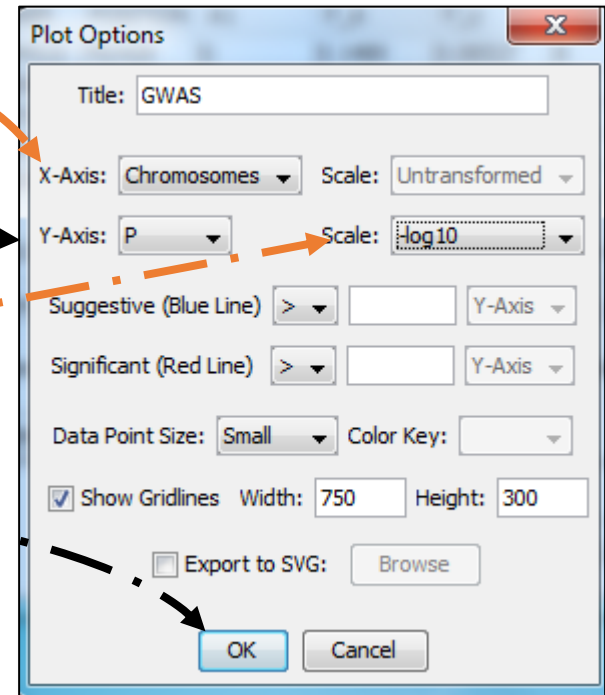 Plot Options
Title: GWAS
X-Axis: Chromosomes Scale: Untransformed
Y-Axis: P Scale: -log10
Suggestive (Blue Line) > Y-Axis
Significant (Red Line) > Y-Axis
Data Point Size: Small Color Key:
Show Gridlines Width: 750 Height: 300
Export to SVG: Browse
OK Cancel